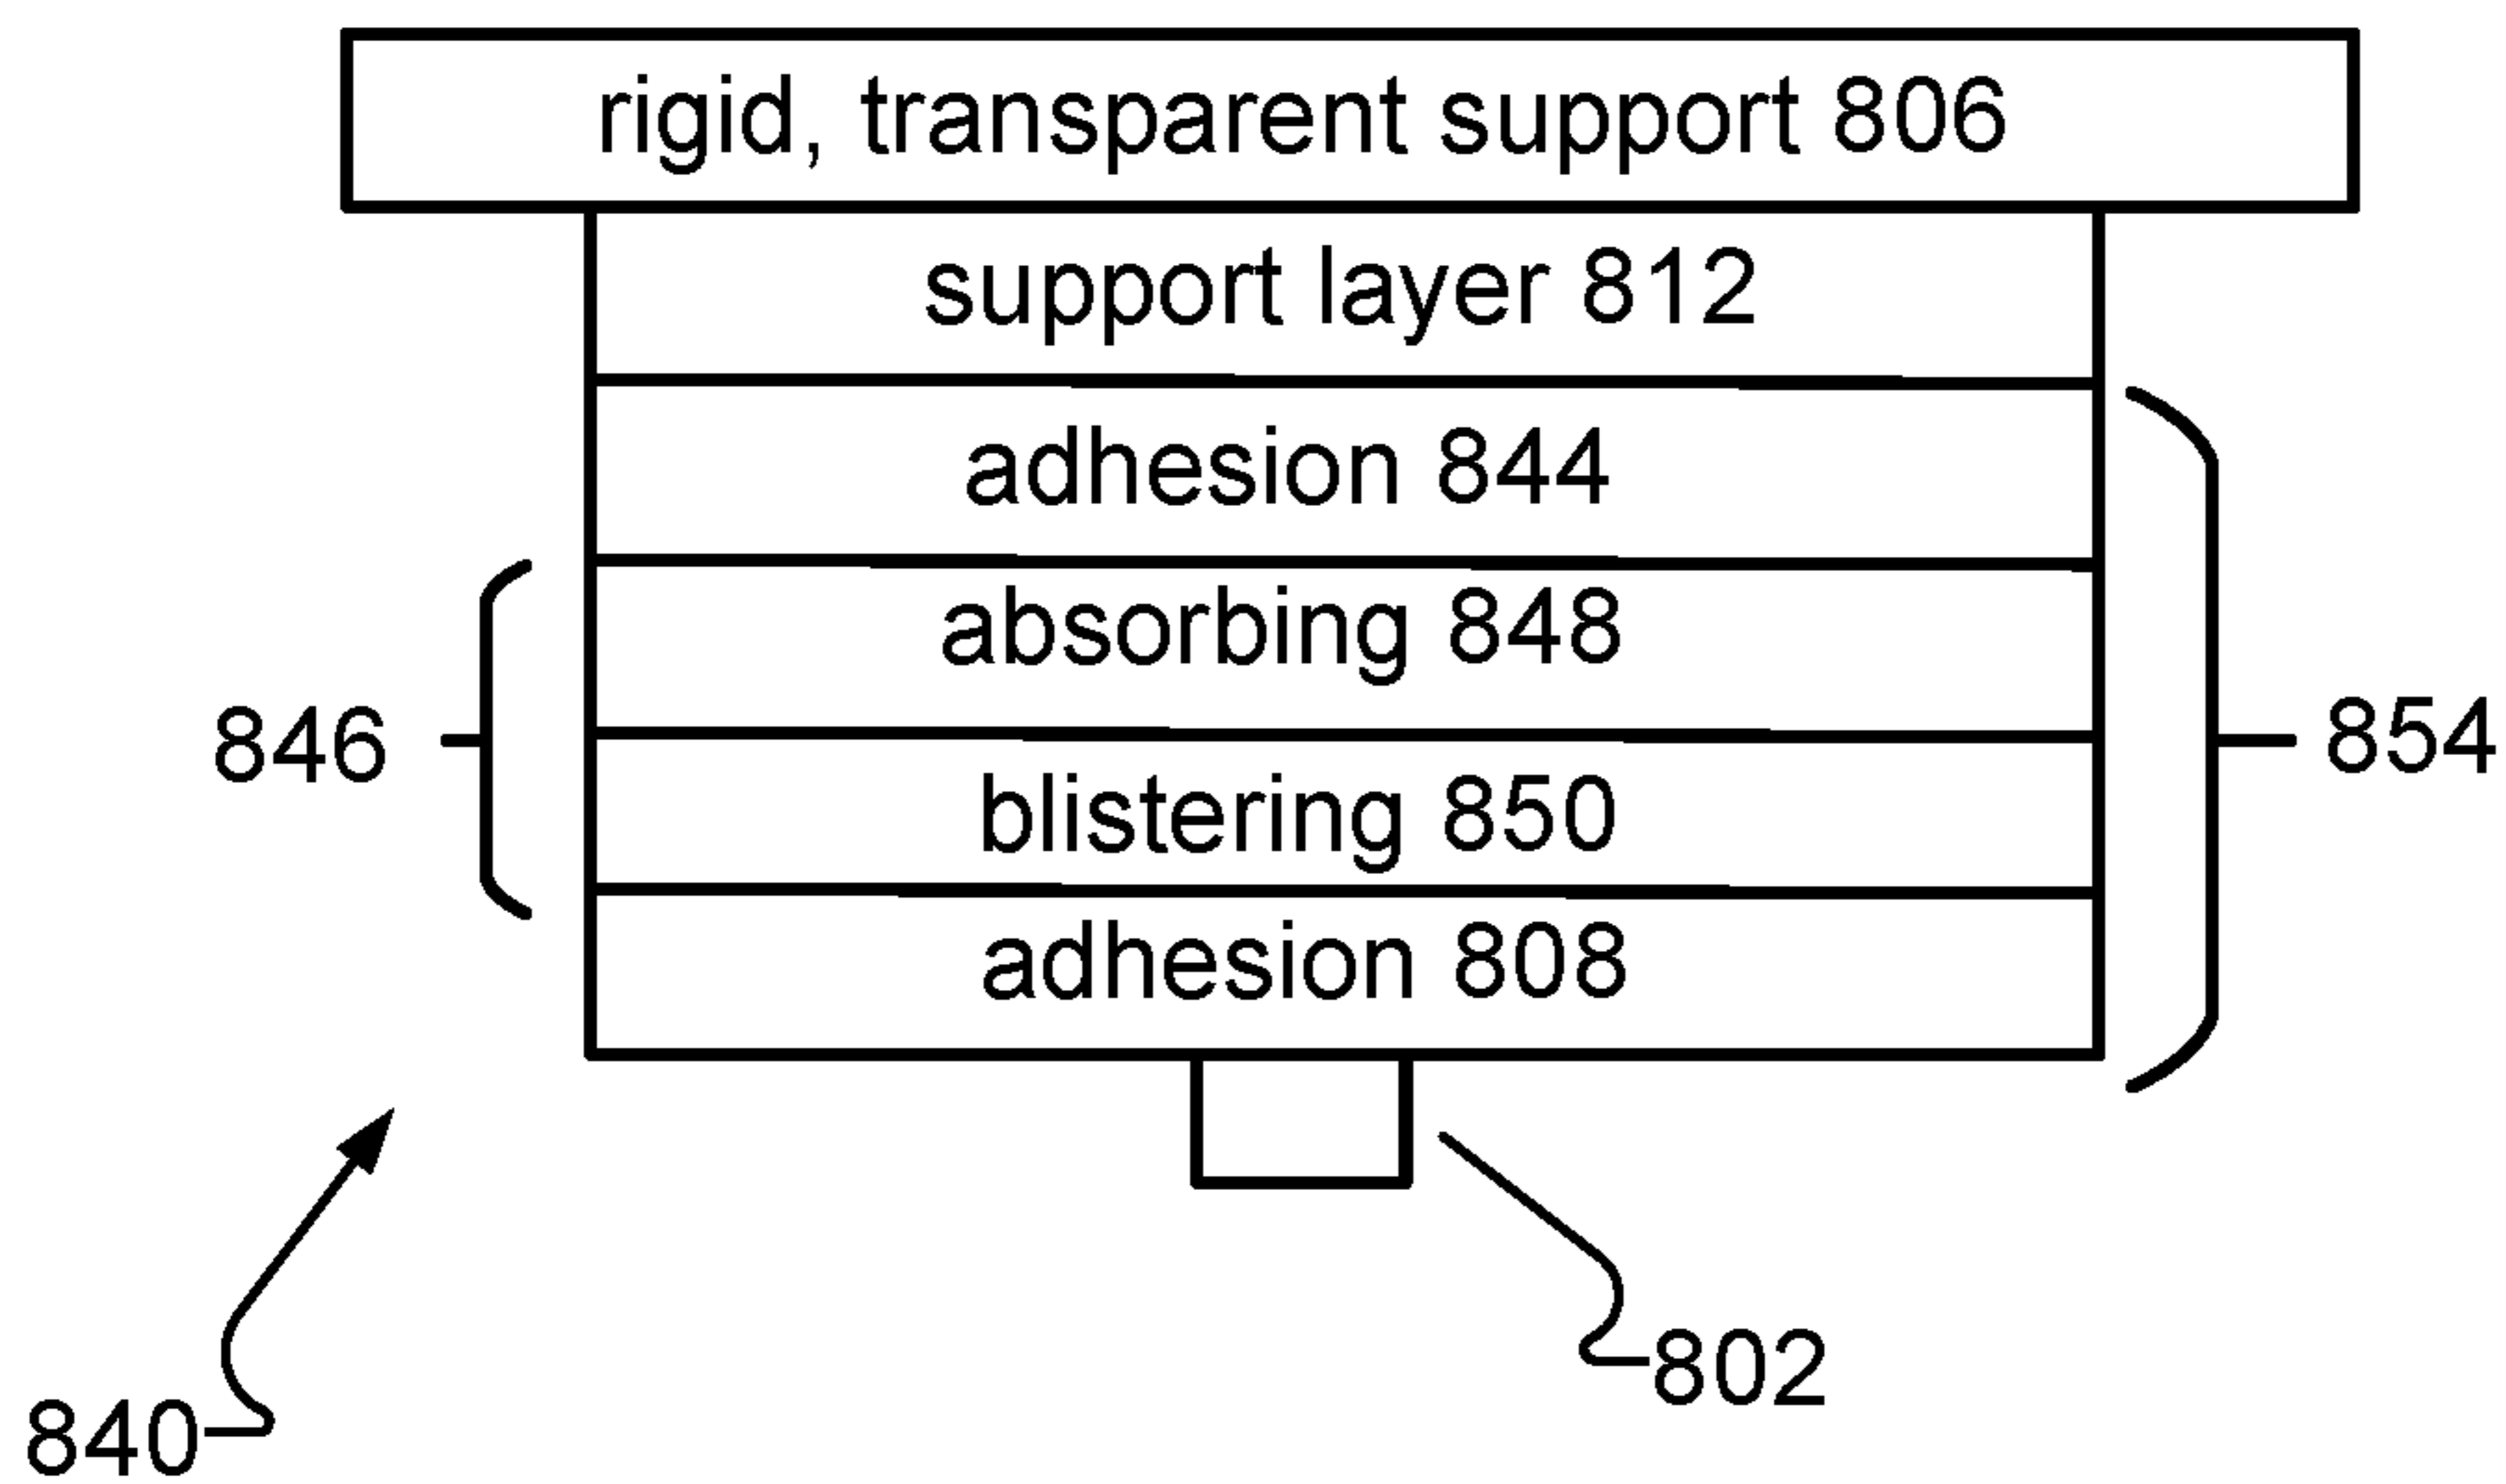 rigid, transparent support 806
support layer 812
adhesion 844
absorbing 848
846
854
blistering 850
adhesion 808
802
840